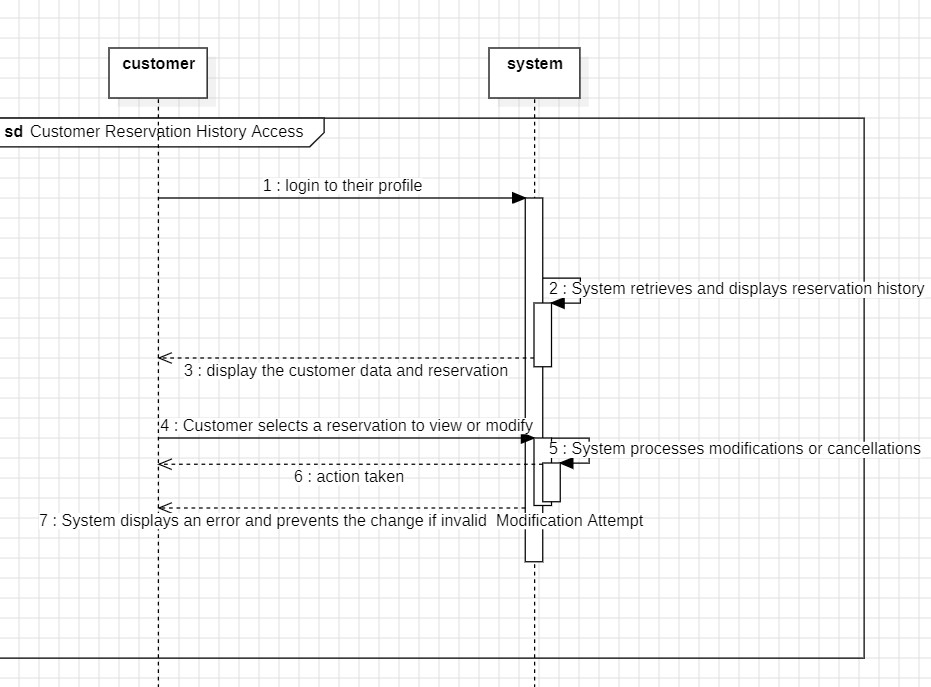 customer
system
sd Customer Reservation History Access
1 : login to their profile
2 : System retrieves and displays reservation history
3 : display the customer data and reservation
4 : Customer selects a reservation to view or modify
5 : System processes modifications or cancellations
6 : action taken
7 : System displays an error and prevents the change if invalid  Modification Attempt